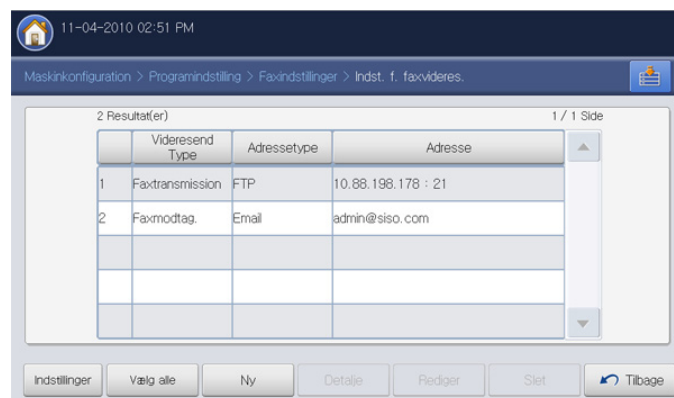 11-04-2010 02:51 PM
Maskinkonfiguration > Programindstilling > Faxindstillinger > Indst. f. faxvideres.
2 Resultat(er) 1 / 1 Side
Videresend Type Adressetype Adresse
1 Faxtransmission FTP 10.88.198.178 : 21
2 Faxmodtag. Email admin@siso.com
Indstillinger Vælg alle Ny Detalje Rediger Slet Tilbage